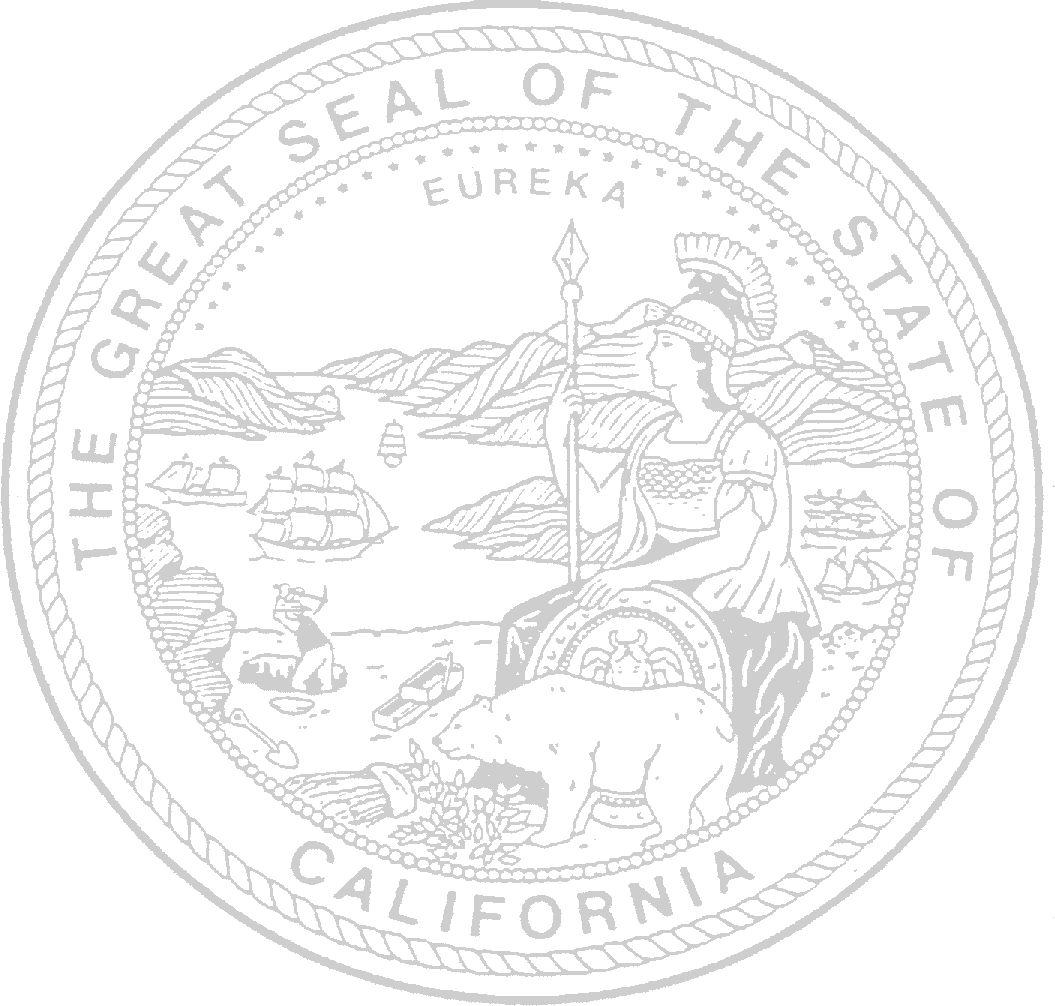 THE GREAT SEAL OF THE STATE OF
EUREKA
CALIFORNIA